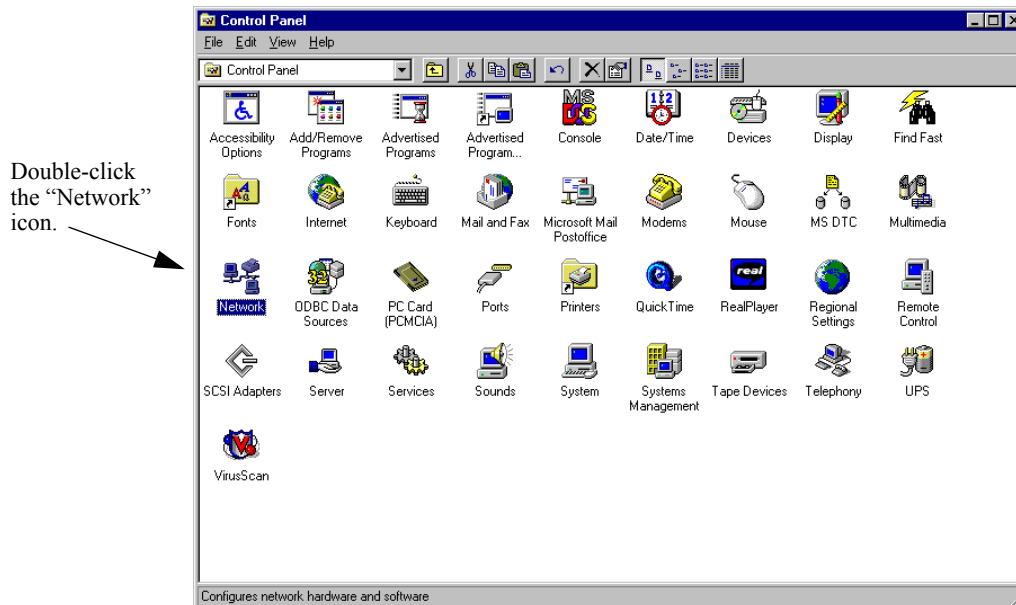 Control Panel
File Edit View Help
Control Panel
Accessibility Options
Add/Remove Programs
Advertised Programs
Advertised Program...
MS DOS
Console
Date/Time
Devices
Display
Find Fast
Double-click
the “Network”
icon.
Fonts
Internet
Keyboard
Mail and Fax
Microsoft Mail Postoffice
Modems
Mouse
MS DTC
Multimedia
Network
32
ODBC Data Sources
PC Card (PCMCIA)
Ports
Printers
QuickTime
real
RealPlayer
Regional Settings
Remote Control
SCSI Adapters
Server
Services
Sounds
System
Systems Management
Tape Devices
Telephony
UPS
VirusScan
Configures network hardware and software